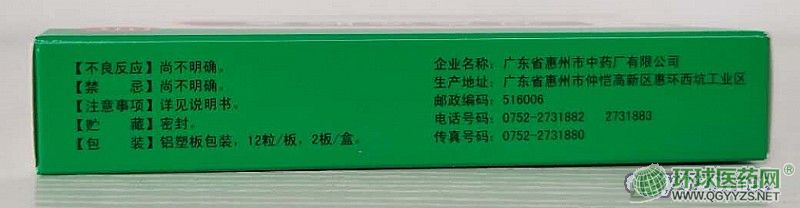 【不良反应】尚不明确。
【禁 忌】尚不明确。
【注意事项】详见说明书。
【贮 藏】密封。
【包 装】铝塑板包装，12粒/板，2板/盒。
企业名称：广东省惠州市中药厂有限公司
生产地址：广东省惠州市仲恺高新区惠环西坑工业区
邮政编码：516006
电话号码：0752-2731882 2731883
传真号码：0752-2731880
环球医药网®
WWW.QGYYZS.NET